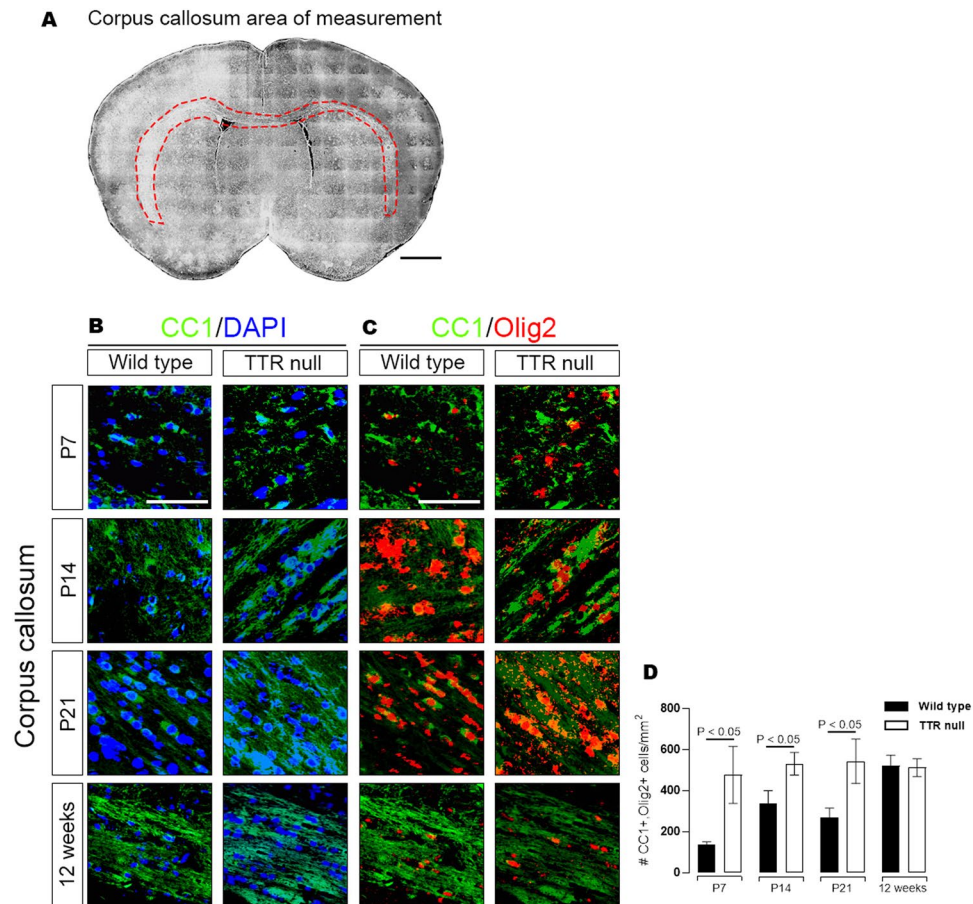 A Corpus callosum area of measurement
B CC1/DAPI
C CC1/Olig2
Wild type
TTR null
Wild type
TTR null
Corpus callosum
P7
P14
P21
12 weeks
D
Wild type
TTR null
# CC1+,Olig2+ cells/mm²
800
600
400
200
0
P < 0.05
P < 0.05
P < 0.05
P7
P14
P21
12 weeks